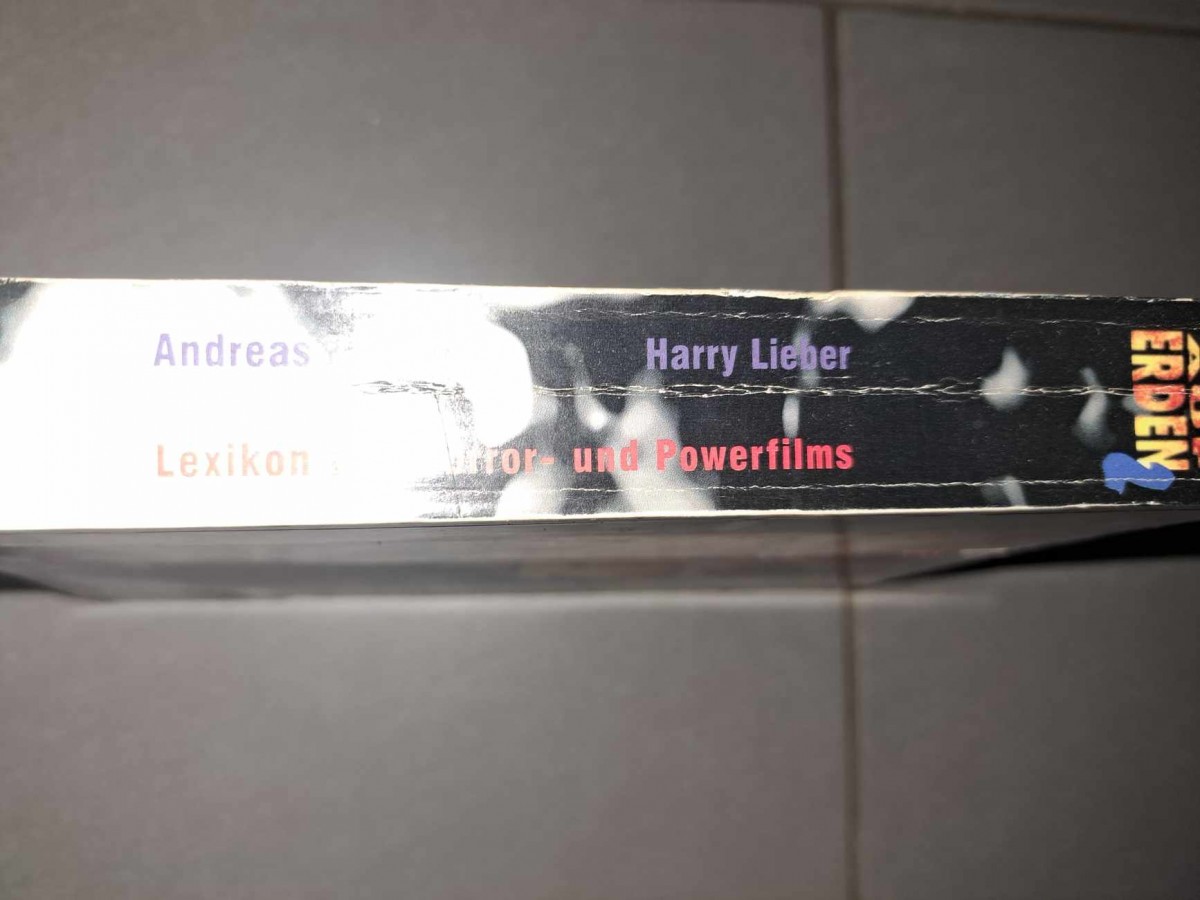 Andreas Harry Lieber
Lexikon rror- und Powerfilms
ERDEN